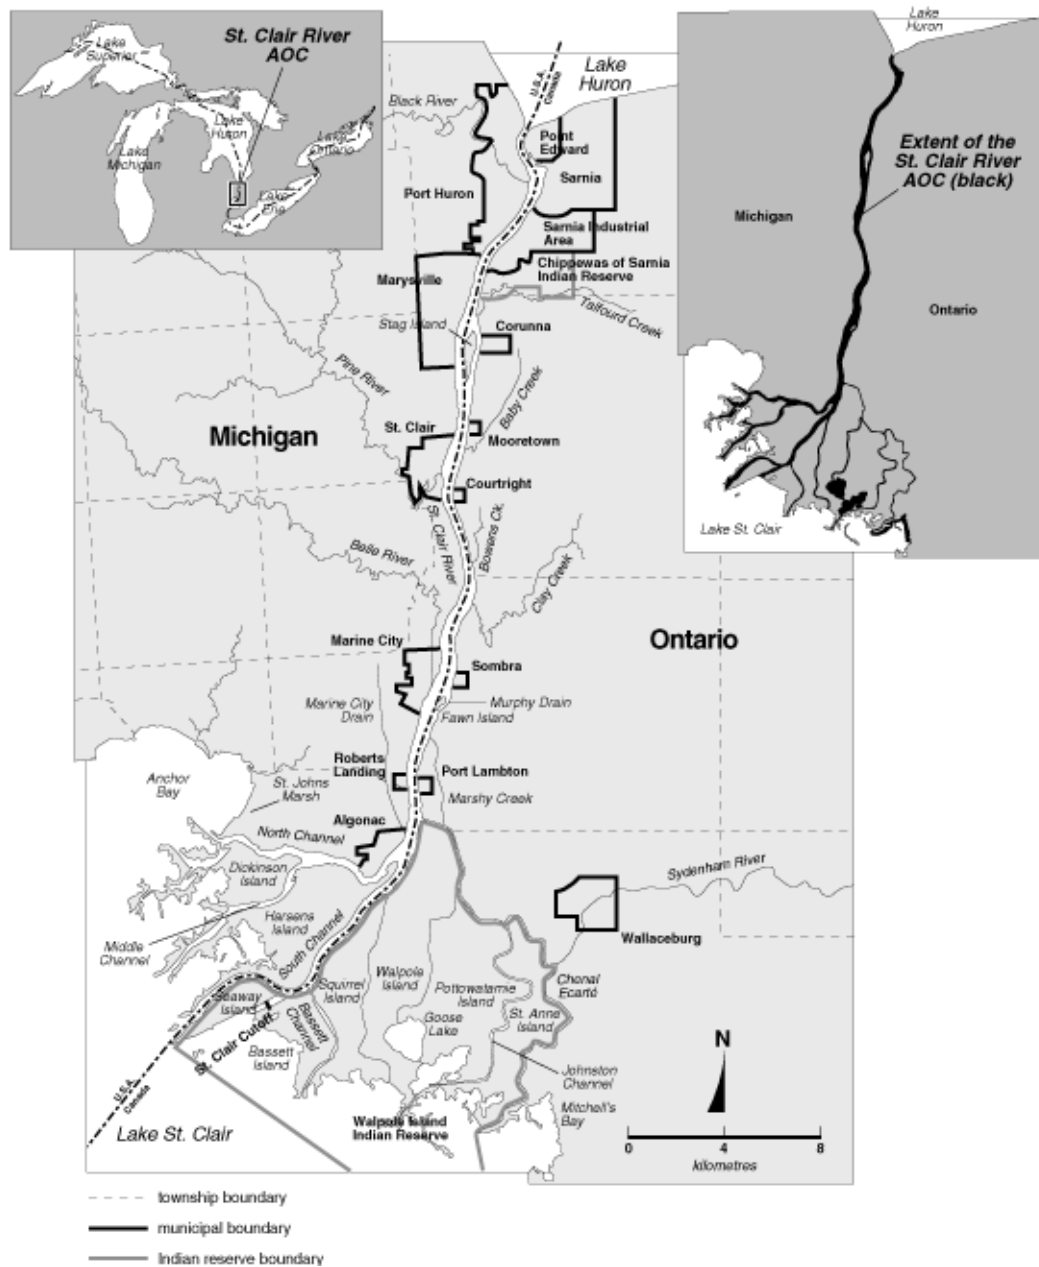 St. Clair River
AOC
Lake
Superior
Lake
Huron
Lake
Michigan
Lake
Ontario
Lake
Erie
Lake
Huron
Extent of the
St. Clair River
AOC (black)
Michigan
Ontario
Lake St. Clair
Lake
Huron
U.S.A.
Canada
Black River
Point
Edward
Sarnia
Port Huron
Sarnia Industrial
Area
Chippewas of Sarnia
Indian Reserve
Marysville
Talfourd Creek
Stag Island
Corunna
Pine River
Baby Creek
Michigan
St. Clair
Mooretown
Courtright
St. Clair River
Bowens Ck.
Belle River
Clay Creek
Marine City
Ontario
Sombra
Marine City
Drain
Murphy Drain
Fawn Island
Roberts
Landing
Port Lambton
Anchor
Bay
St. Johns
Marsh
Marshy Creek
Algonac
North Channel
Sydenham River
Dickinson
Island
Harsens
Island
Wallaceburg
Middle
Channel
South Channel
Squirrel
Island
Walpole
Island
Pottowatamie
Island
Chenal
Ecarté
Seaway
Island
St. Clair Cutoff
Bassett
Channel
Goose
Lake
St. Anne
Island
Bassett
Island
N
Johnston
Channel
U.S.A.
Canada
Mitchell's
Bay
Lake St. Clair
Walpole Island
Indian Reserve
0 4 8
kilometres
township boundary
municipal boundary
Indian reserve boundary